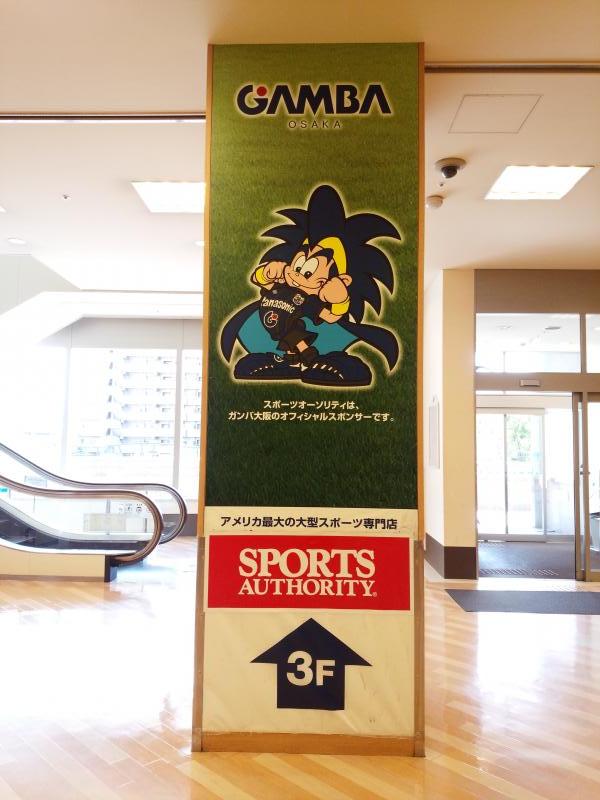 GAMBA
OSAKA
Panasonic
スポーツオーソリティは、
ガンバ大阪のオフィシャルスポンサーです。
アメリカ最大の大型スポーツ専門店
SPORTS
AUTHORITY®
3F